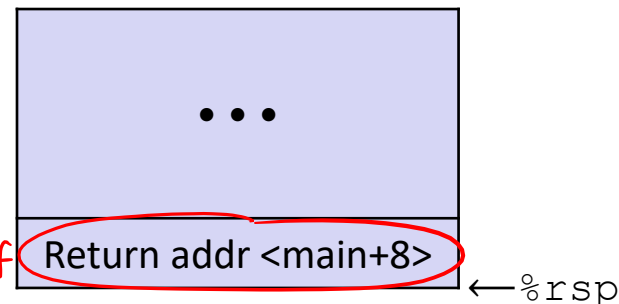 • • •
f Return addr <main+8>
←%rsp